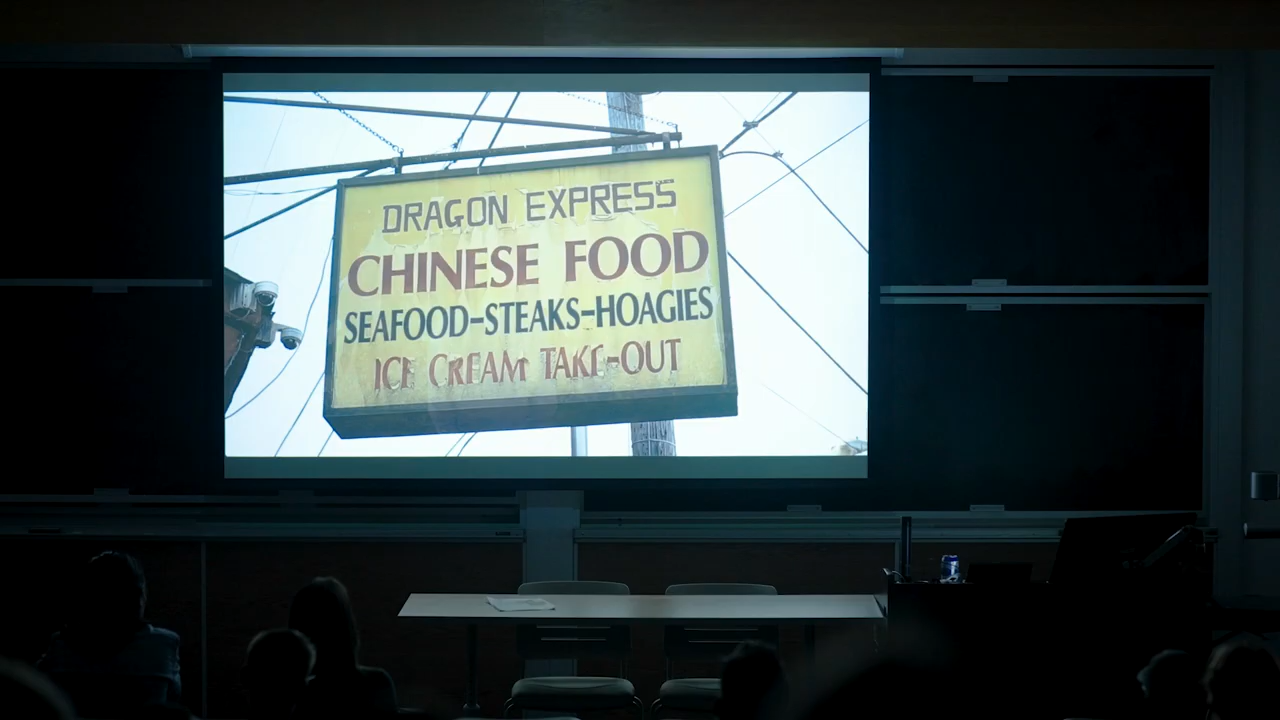 DRAGON EXPRESS
CHINESE FOOD
SEAFOOD-STEAKS-HOAGIES
ICE CREAM TAKE-OUT